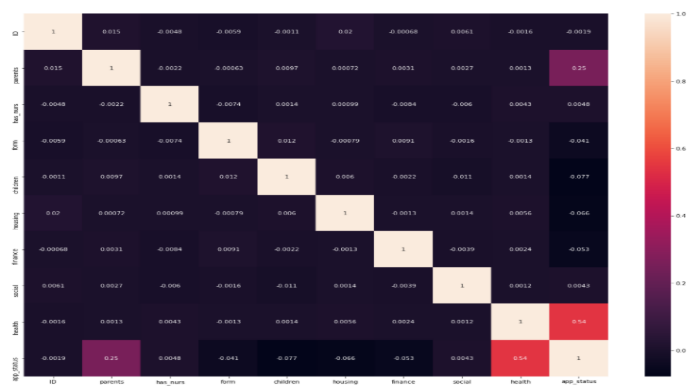 ID 1 0.015 -0.0048 -0.0059 -0.0011 0.02 -0.00068 0.0061 -0.0016 -0.0019
parents 0.015 1 -0.0022 -0.00063 0.0097 0.00072 0.0031 0.0027 0.0013 0.25
has_nurs -0.0048 -0.0022 1 -0.0074 0.0014 0.00099 -0.0084 -0.006 0.0043 0.0048
form -0.0059 -0.00063 -0.0074 1 0.012 -0.00079 0.0091 -0.0016 -0.0013 -0.041
children -0.0011 0.0097 0.0014 0.012 1 0.006 -0.0022 -0.011 0.0014 -0.077
housing 0.02 0.00072 0.00099 -0.00079 0.006 1 -0.0013 0.0014 0.0056 -0.066
finance -0.00068 0.0031 -0.0084 0.0091 -0.0022 -0.0013 1 -0.0039 0.0024 -0.053
social 0.0061 0.0027 -0.006 -0.0016 -0.011 0.0014 -0.0039 1 0.0012 0.0043
health -0.0016 0.0013 0.0043 -0.0013 0.0014 0.0056 0.0024 0.0012 1 0.54
app_status -0.0019 0.25 0.0048 -0.041 -0.077 -0.066 -0.053 0.0043 0.54 1
ID parents has_nurs form children housing finance social health app_status
1.0
0.8
0.6
0.4
0.2
0.0